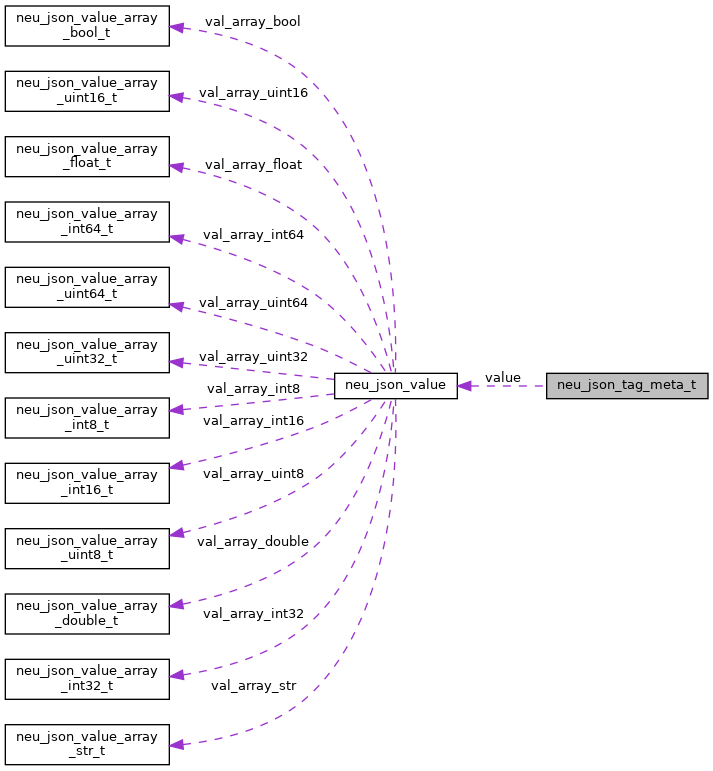 neu_json_value_array
_bool_t
val_array_bool
neu_json_value_array
_uint16_t
val_array_uint16
neu_json_value_array
_float_t
val_array_float
neu_json_value_array
_int64_t
val_array_int64
neu_json_value_array
_uint64_t
val_array_uint64
neu_json_value_array
_uint32_t
val_array_uint32
neu_json_value_array
_int8_t
val_array_int8
neu_json_value_array
_int16_t
val_array_int16
neu_json_value_array
_uint8_t
val_array_uint8
neu_json_value_array
_double_t
val_array_double
neu_json_value_array
_int32_t
val_array_int32
neu_json_value_array
_str_t
val_array_str
neu_json_value
value
neu_json_tag_meta_t